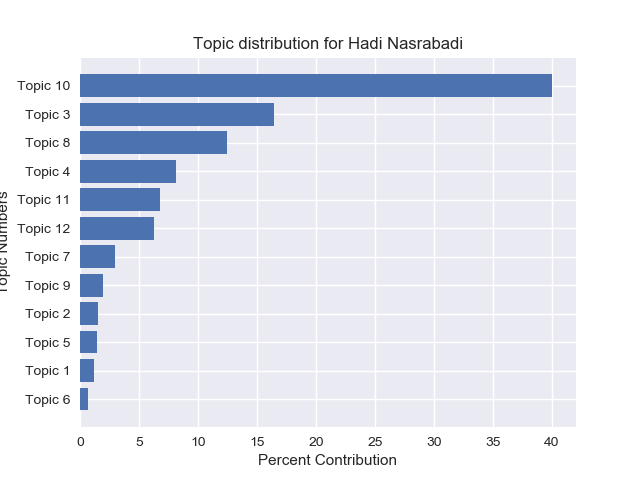 Topic distribution for Hadi Nasrabadi
Topic Numbers
Topic 10
Topic 3
Topic 8
Topic 4
Topic 11
Topic 12
Topic 7
Topic 9
Topic 2
Topic 5
Topic 1
Topic 6
0 5 10 15 20 25 30 35 40
Percent Contribution